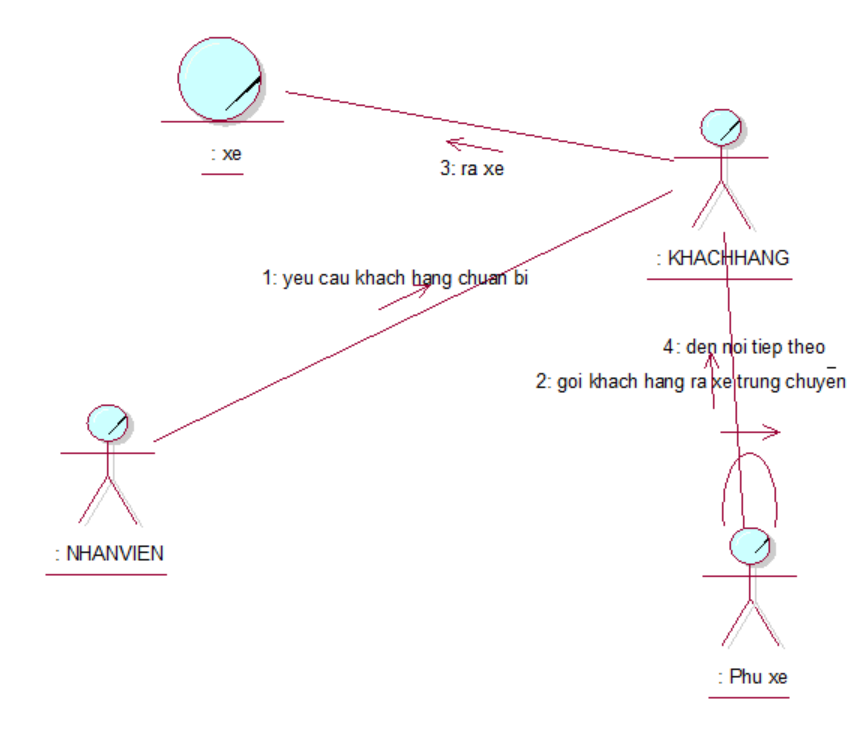 : xe
3: ra xe
: KHACHHANG
1: yeu cau khach hang chuan bi
4: den noi tiep theo
2: goi khach hang ra xe trung chuyen
: NHANVIEN
: Phu xe